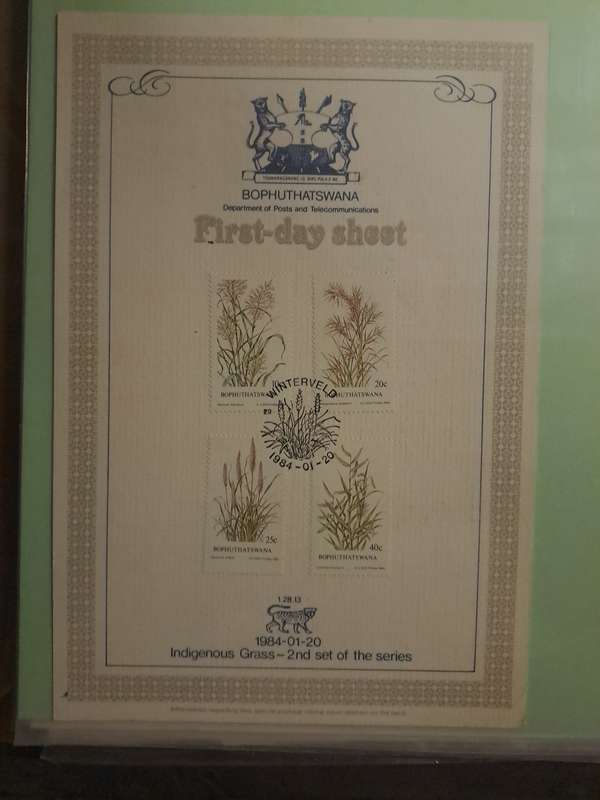 BOPHUTHATSWANA
Department of Posts and Telecommunications
First-day sheet
BOPHUTHATSWANA
20c
BOPHUTHATSWANA
WINTERVELD
1984-01-20
25c
BOPHUTHATSWANA
40c
BOPHUTHATSWANA
1.28.13
1984-01-20
Indigenous Grass – 2nd set of the series